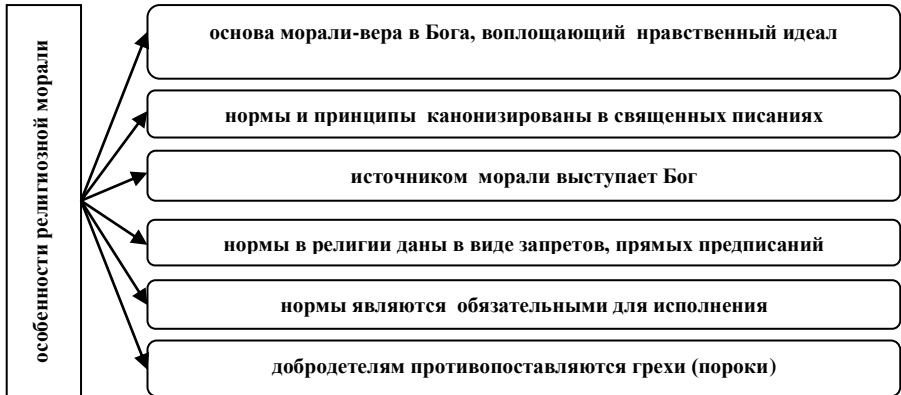 особенности религиозной морали
основа морали-вера в Бога, воплощающий нравственный идеал
нормы и принципы канонизированы в священных писаниях
источником морали выступает Бог
нормы в религии даны в виде запретов, прямых предписаний
нормы являются обязательными для исполнения
добродетелям противопоставляются грехи (пороки)